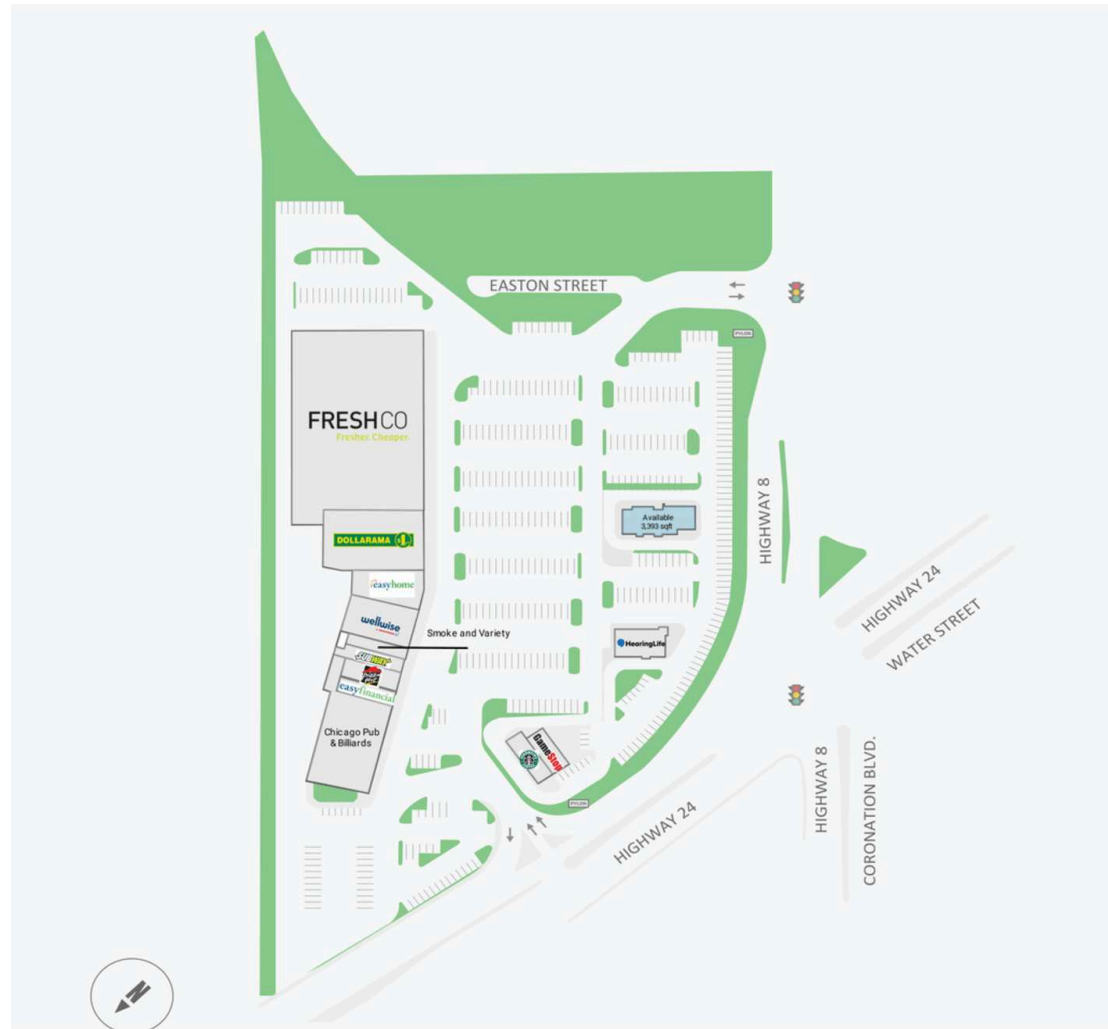 EASTON STREET
PYLON
FRESHCO
Fresher. Cheaper.
HIGHWAY 8
Available
3,393 sqft
DOLLARAMA
easyhome
HIGHWAY 24
WATER STREET
wellwise
Smoke and Variety
HearingLife
SUBWAY
easyfinancial
Chicago Pub
& Billiards
GameStop
HIGHWAY 24
HIGHWAY 8
CORONATION BLVD.
PYLON
N